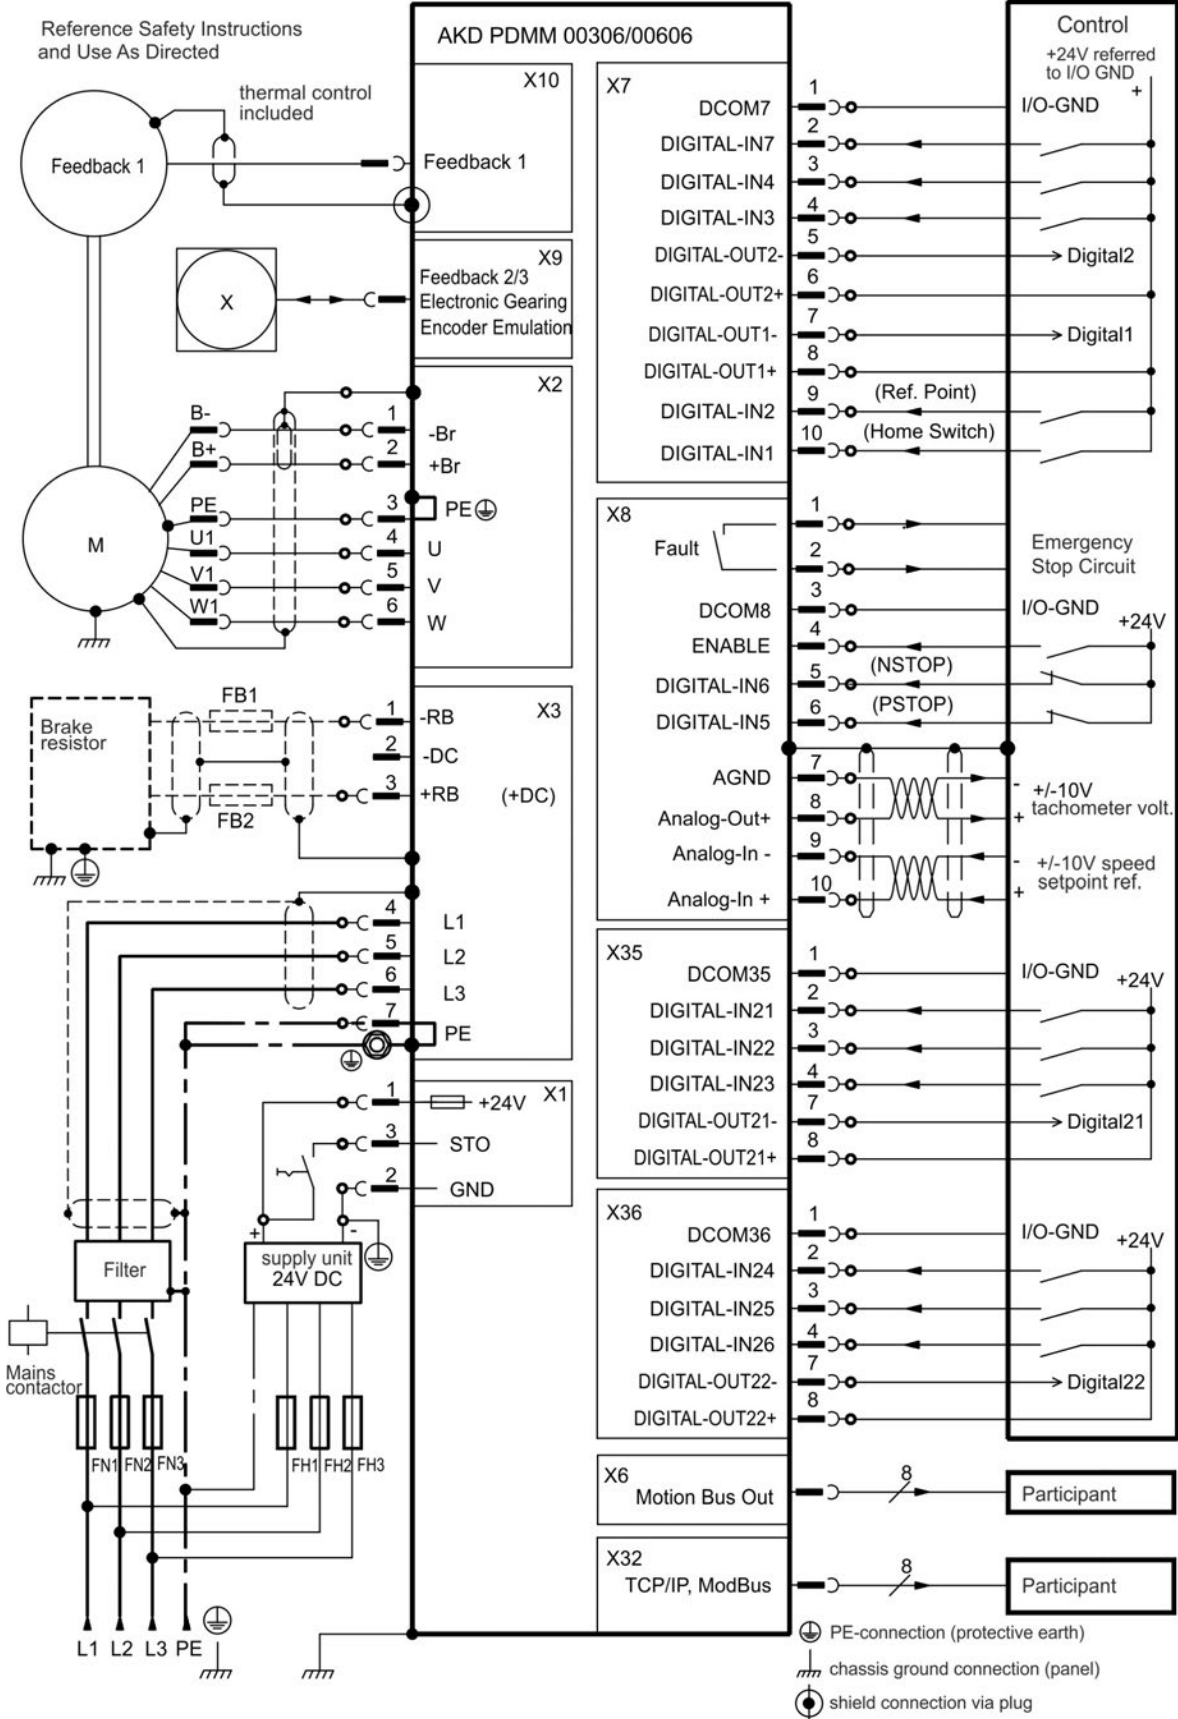 Reference Safety Instructions
and Use As Directed
AKD PDMM 00306/00606
Control
+24V referred
to I/O GND
+
thermal control
included
Feedback 1
X10
Feedback 1
X9
Feedback 2/3
Electronic Gearing
Encoder Emulation
X
X2
B-
1
-Br
B+
2
+Br
PE
3
PE
U1
4
U
V1
5
V
W1
6
W
M
X3
FB1
1
-RB
Brake
resistor
2
-DC
3
+RB
(+DC)
FB2
4
L1
5
L2
6
L3
7
PE
X1
1
+24V
3
STO
2
GND
+
-
supply unit
24V DC
Filter
Mains
contactor
FN1
FN2
FN3
FH1
FH2
FH3
L1
L2
L3
PE
X7
DCOM7
1
I/O-GND
DIGITAL-IN7
2
DIGITAL-IN4
3
DIGITAL-IN3
4
DIGITAL-OUT2-
5
Digital2
DIGITAL-OUT2+
6
DIGITAL-OUT1-
7
Digital1
DIGITAL-OUT1+
8
DIGITAL-IN2
9
(Ref. Point)
DIGITAL-IN1
10
(Home Switch)
X8
Fault
1
2
Emergency
Stop Circuit
DCOM8
3
I/O-GND
+24V
ENABLE
4
DIGITAL-IN6
5
(NSTOP)
DIGITAL-IN5
6
(PSTOP)
AGND
7
-
+/-10V
tachometer volt.
Analog-Out+
8
+
Analog-In -
9
-
+/-10V speed
setpoint ref.
Analog-In +
10
+
X35
DCOM35
1
I/O-GND
+24V
DIGITAL-IN21
2
DIGITAL-IN22
3
DIGITAL-IN23
4
DIGITAL-OUT21-
7
Digital21
DIGITAL-OUT21+
8
X36
DCOM36
1
I/O-GND
+24V
DIGITAL-IN24
2
DIGITAL-IN25
3
DIGITAL-IN26
4
DIGITAL-OUT22-
7
Digital22
DIGITAL-OUT22+
8
X6
Motion Bus Out
8
Participant
X32
TCP/IP, ModBus
8
Participant
PE-connection (protective earth)
chassis ground connection (panel)
shield connection via plug